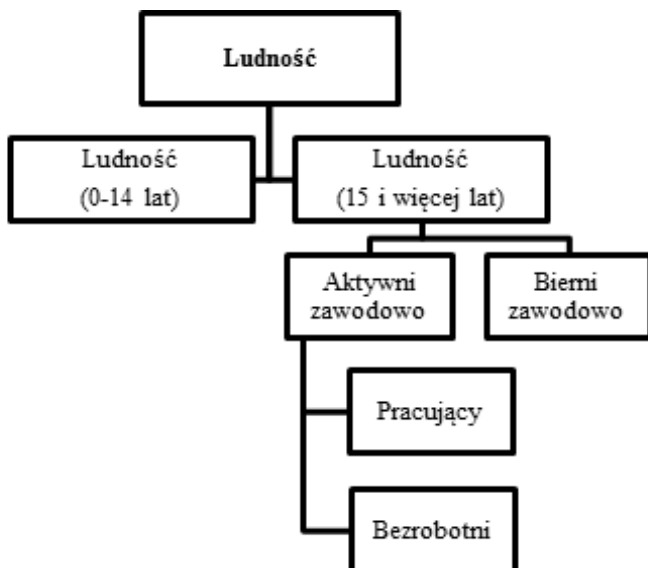 Ludność
Ludność
(0-14 lat)
Ludność
(15 i więcej lat)
Aktywni
zawodowo
Bierni
zawodowo
Pracujący
Bezrobotni